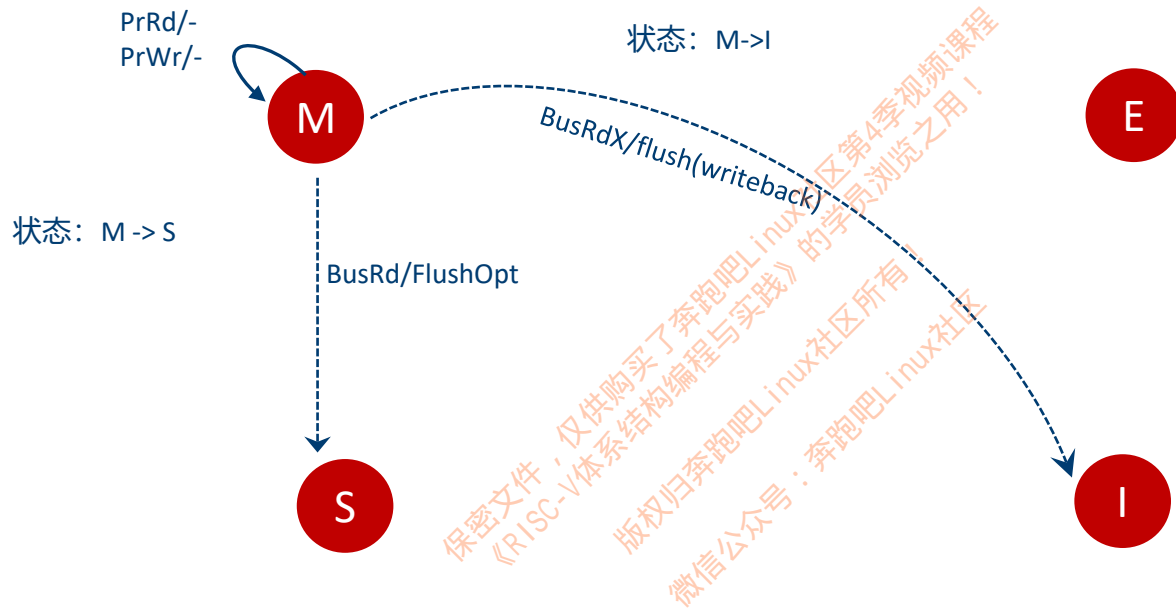 PrRd/-
PrWr/-
状态：M->I
M
E
BusRdX/flush(writeback)
状态：M -> S
BusRd/FlushOpt
S
I
保密文件，仅供购买了奔跑吧Linux社区第4季视频课程
《RISC-V体系结构编程与实践》的学员浏览之用！
版权归奔跑吧Linux社区所有！
微信公众号：奔跑吧Linux社区